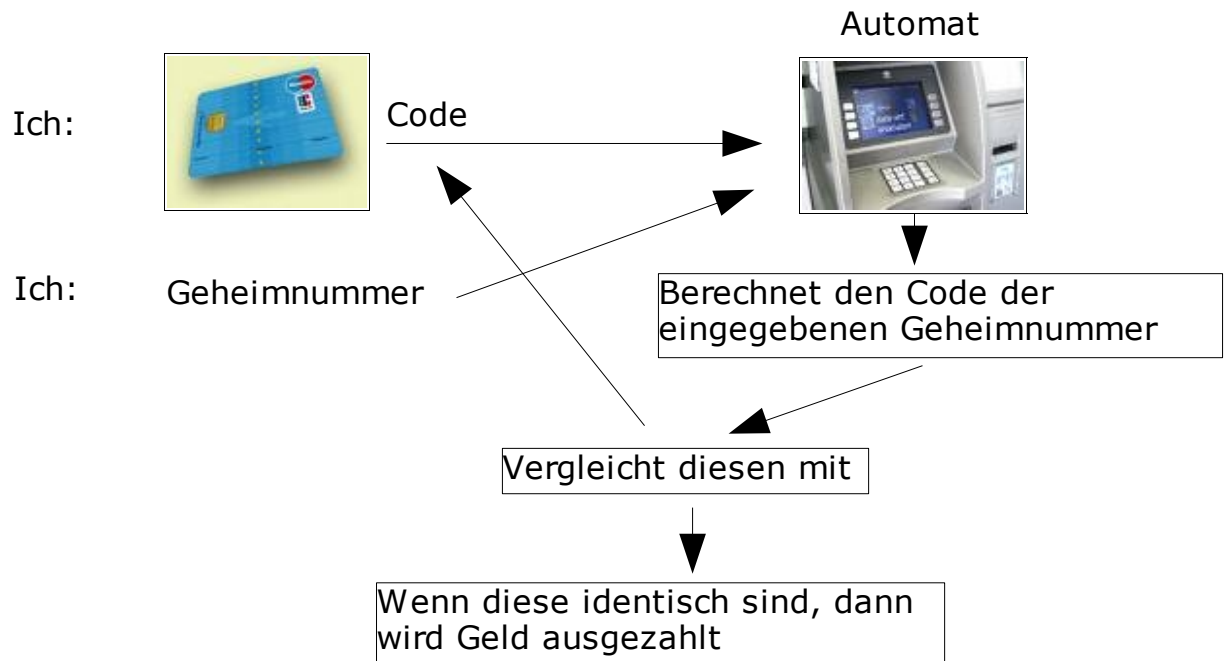 Automat
Ich:
Code
Ich:
Geheimnummer
Berechnet den Code der
eingegebenen Geheimnummer
Vergleicht diesen mit
Wenn diese identisch sind, dann
wird Geld ausgezahlt